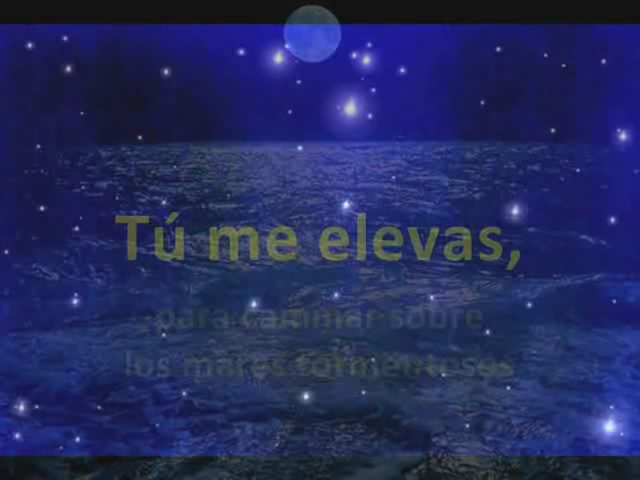 Tú me elevas,
para caminar sobre
los mares tormentosos